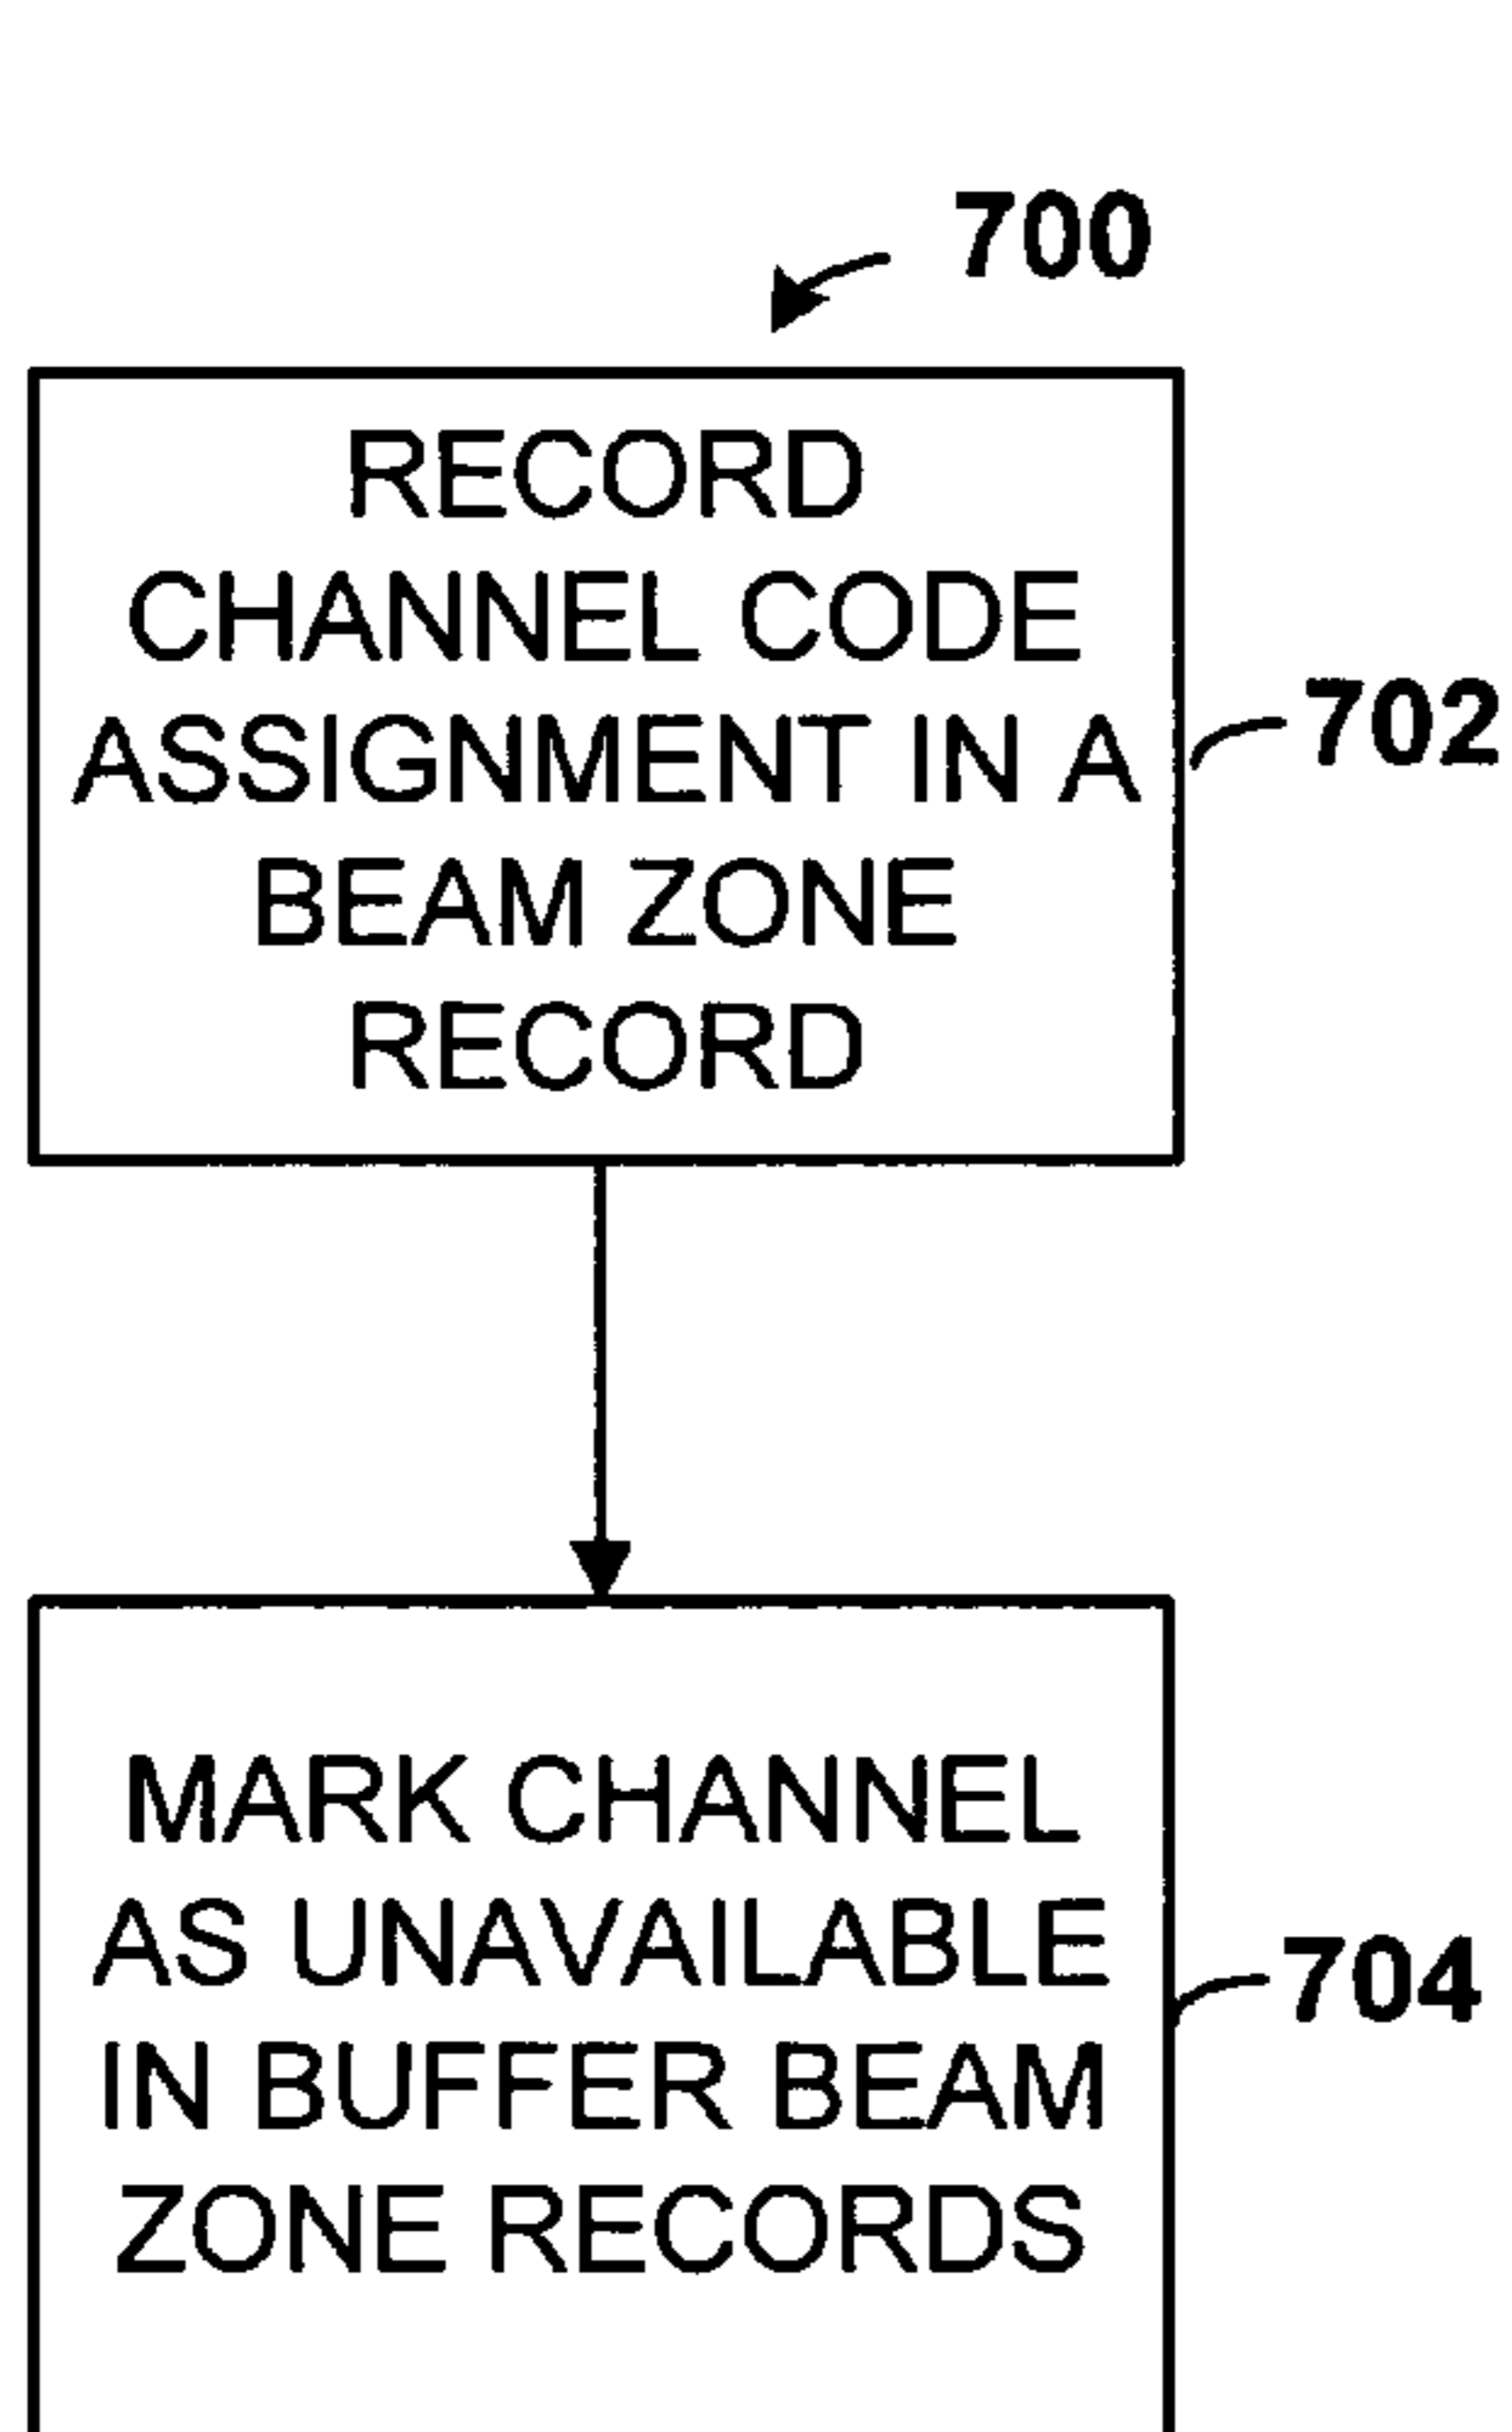 700
RECORD
CHANNEL CODE
ASSIGNMENT IN A
BEAM ZONE
RECORD
702
MARK CHANNEL
AS UNAVAILABLE
IN BUFFER BEAM
ZONE RECORDS
704